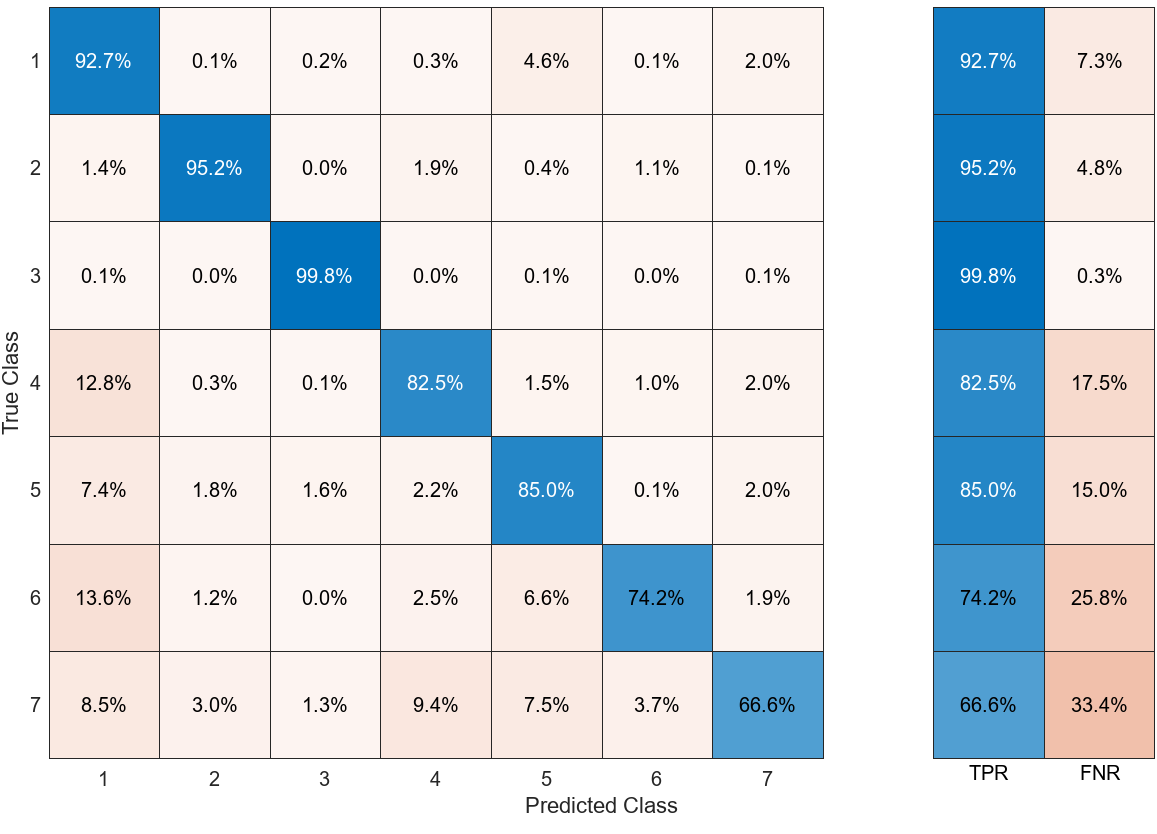 True Class
1 92.7% 0.1% 0.2% 0.3% 4.6% 0.1% 2.0% 92.7% 7.3%
2 1.4% 95.2% 0.0% 1.9% 0.4% 1.1% 0.1% 95.2% 4.8%
3 0.1% 0.0% 99.8% 0.0% 0.1% 0.0% 0.1% 99.8% 0.3%
4 12.8% 0.3% 0.1% 82.5% 1.5% 1.0% 2.0% 82.5% 17.5%
5 7.4% 1.8% 1.6% 2.2% 85.0% 0.1% 2.0% 85.0% 15.0%
6 13.6% 1.2% 0.0% 2.5% 6.6% 74.2% 1.9% 74.2% 25.8%
7 8.5% 3.0% 1.3% 9.4% 7.5% 3.7% 66.6% 66.6% 33.4%
1 2 3 4 5 6 7 TPR FNR
Predicted Class